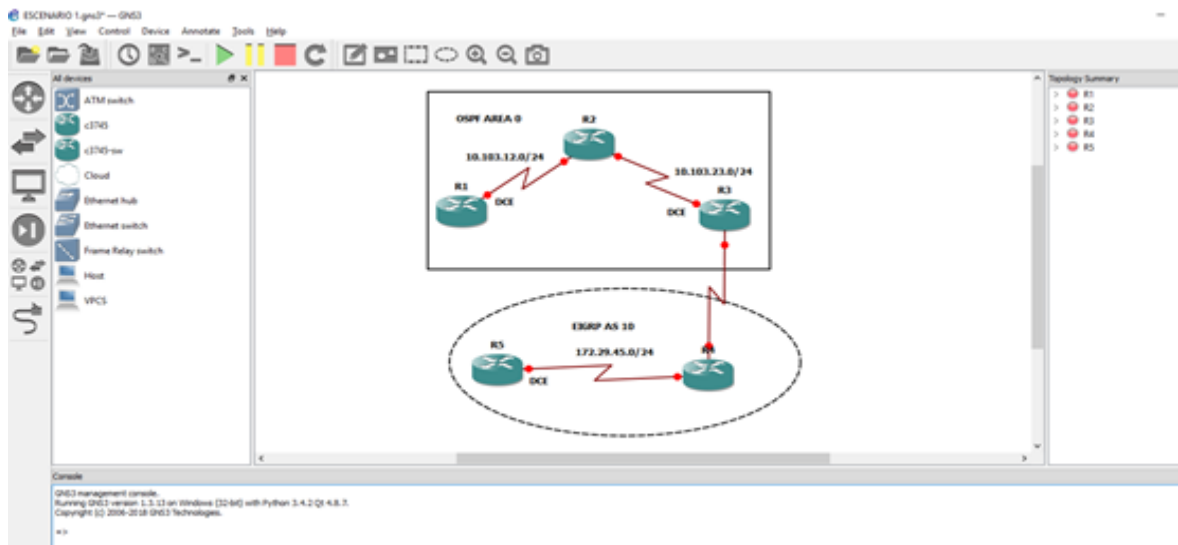 ESCENARIO 1.gns3* — GNS3
File Edit View Control Device Annotate Tools Help
All devices
ATM switch
c3745
c3745-sw
Cloud
Ethernet hub
Ethernet switch
Frame Relay switch
Host
VPCS
OSPF AREA 0
R2
10.103.12.0/24
10.103.23.0/24
R1
R3
DCE
DCE
EIGRP AS 10
R5
172.29.45.0/24
R4
DCE
Topology Summary
R1
R2
R3
R4
R5
Console
GNS3 management console.
Running GNS3 version 1.3.13 on Windows (32-bit) with Python 3.4.2 Qt 4.8.7.
Copyright (c) 2006-2018 GNS3 Technologies.
=>